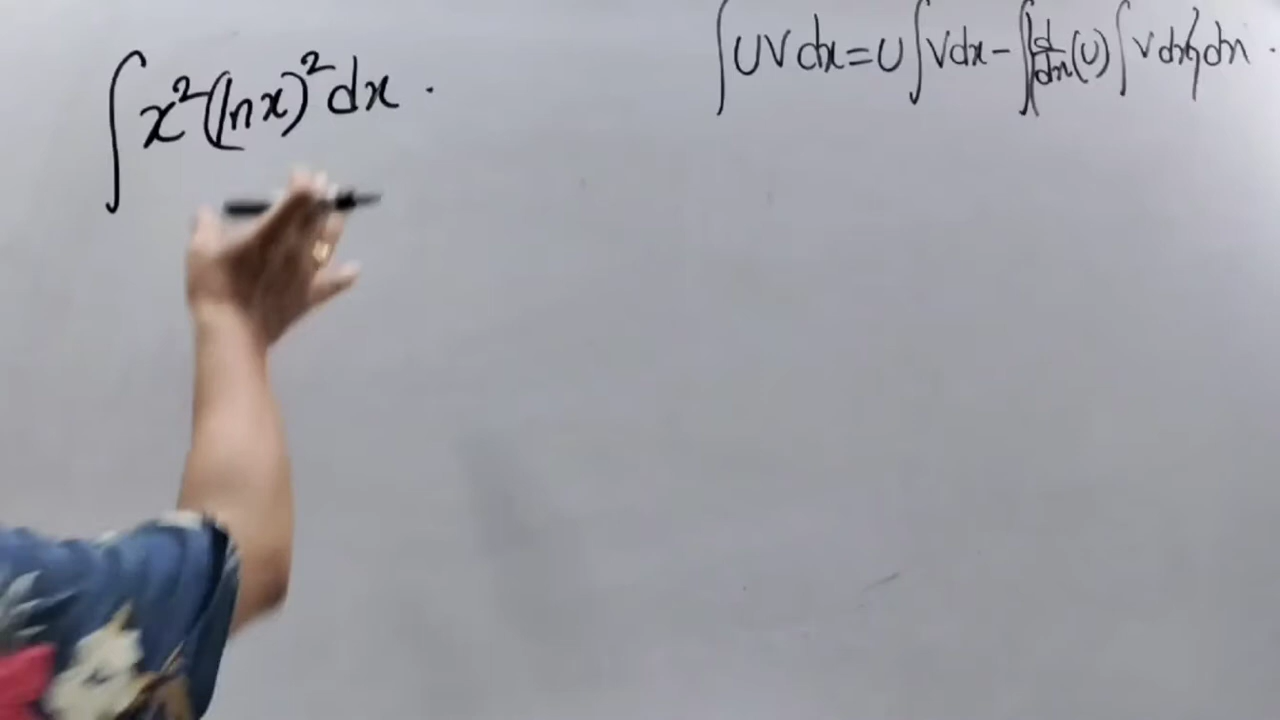 ∫ x²(ln x)² dx .
∫ UV dx = U ∫ V dx - ∫ { d/dx (U) ∫ V dx } dx .